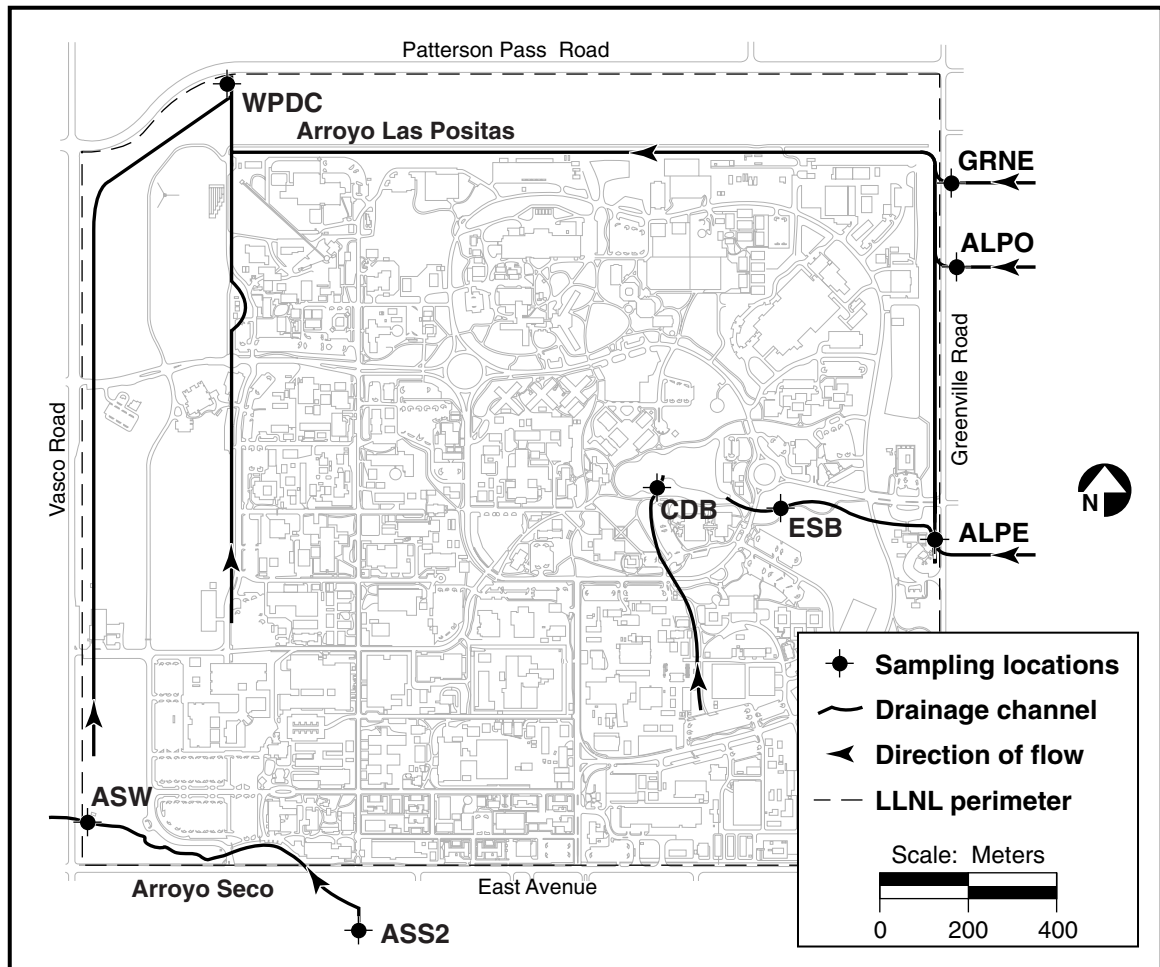 Patterson Pass Road
WPDC
Arroyo Las Positas
GRNE
ALPO
Greenville Road
Vasco Road
CDB
ESB
ALPE
N
ASW
Arroyo Seco
East Avenue
ASS2
Sampling locations
Drainage channel
Direction of flow
LLNL perimeter
Scale: Meters
0 200 400